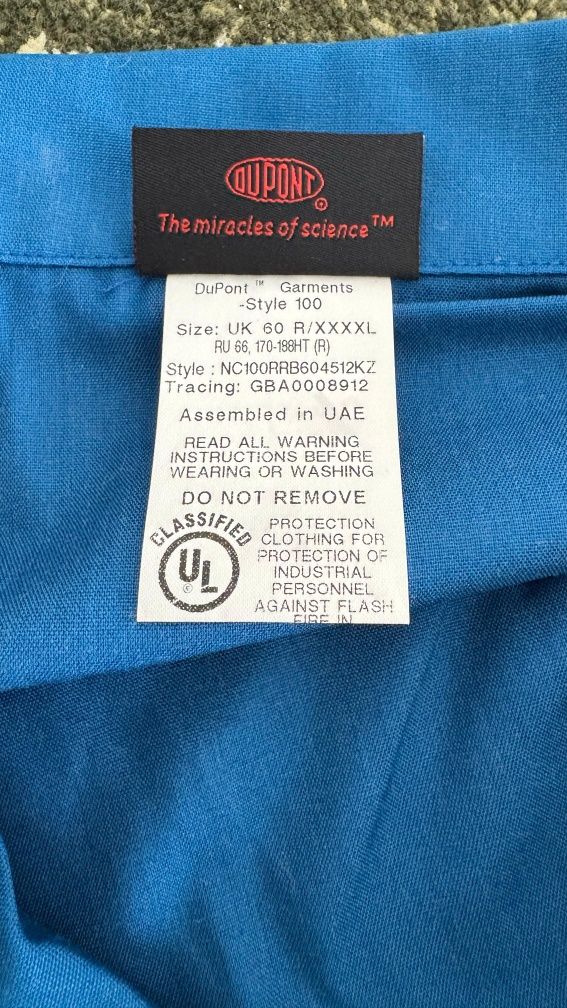 DUPONT
The miracles of science™
DuPont™ Garments
-Style 100
Size: UK 60 R/XXXXL
RU 66, 170-188HT (R)
Style : NC100RRB604512KZ
Tracing: GBA0008912
Assembled in UAE
READ ALL WARNING
INSTRUCTIONS BEFORE
WEARING OR WASHING
DO NOT REMOVE
CLASSIFIED
UL
©
PROTECTION
CLOTHING FOR
PROTECTION OF
INDUSTRIAL
PERSONNEL
AGAINST FLASH
FIRE IN